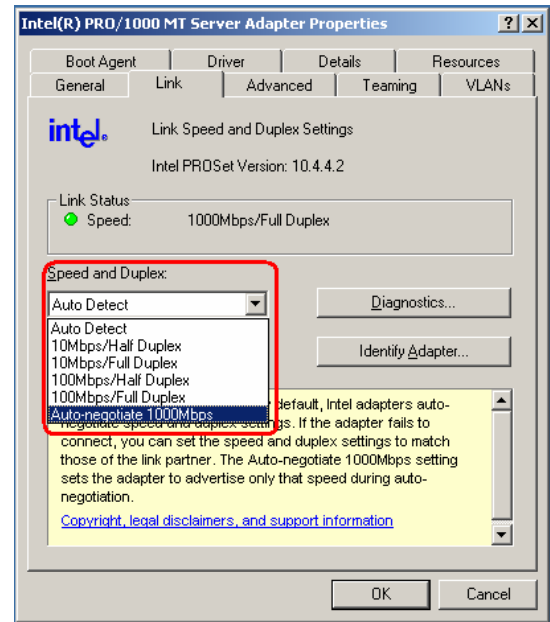 Intel(R) PRO/1000 MT Server Adapter Properties
Boot Agent Driver Details Resources
General Link Advanced Teaming VLANs
intel®
Link Speed and Duplex Settings
Intel PROSet Version: 10.4.4.2
Link Status
Speed: 1000Mbps/Full Duplex
Speed and Duplex:
Auto Detect
Diagnostics...
Auto Detect
10Mbps/Half Duplex
10Mbps/Full Duplex
100Mbps/Half Duplex
100Mbps/Full Duplex
Auto-negotiate 1000Mbps
Identify Adapter...
default, Intel adapters auto-
negotiate speed and duplex settings. If the adapter fails to
connect, you can set the speed and duplex settings to match
those of the link partner. The Auto-negotiate 1000Mbps setting
sets the adapter to advertise only that speed during auto-
negotiation.
Copyright, legal disclaimers, and support information
OK Cancel